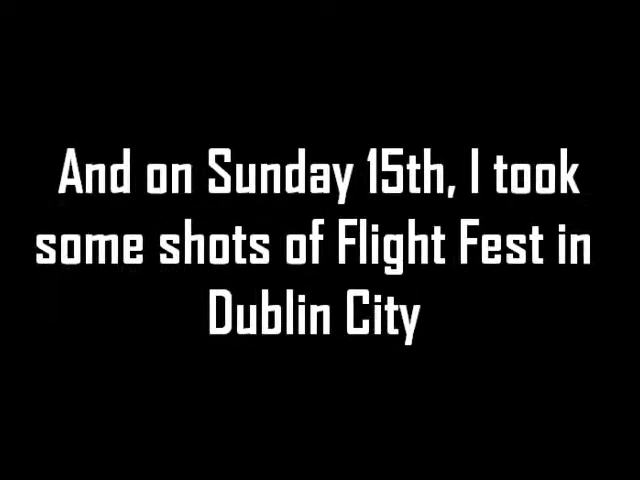 And on Sunday 15th, I took
some shots of Flight Fest in
Dublin City